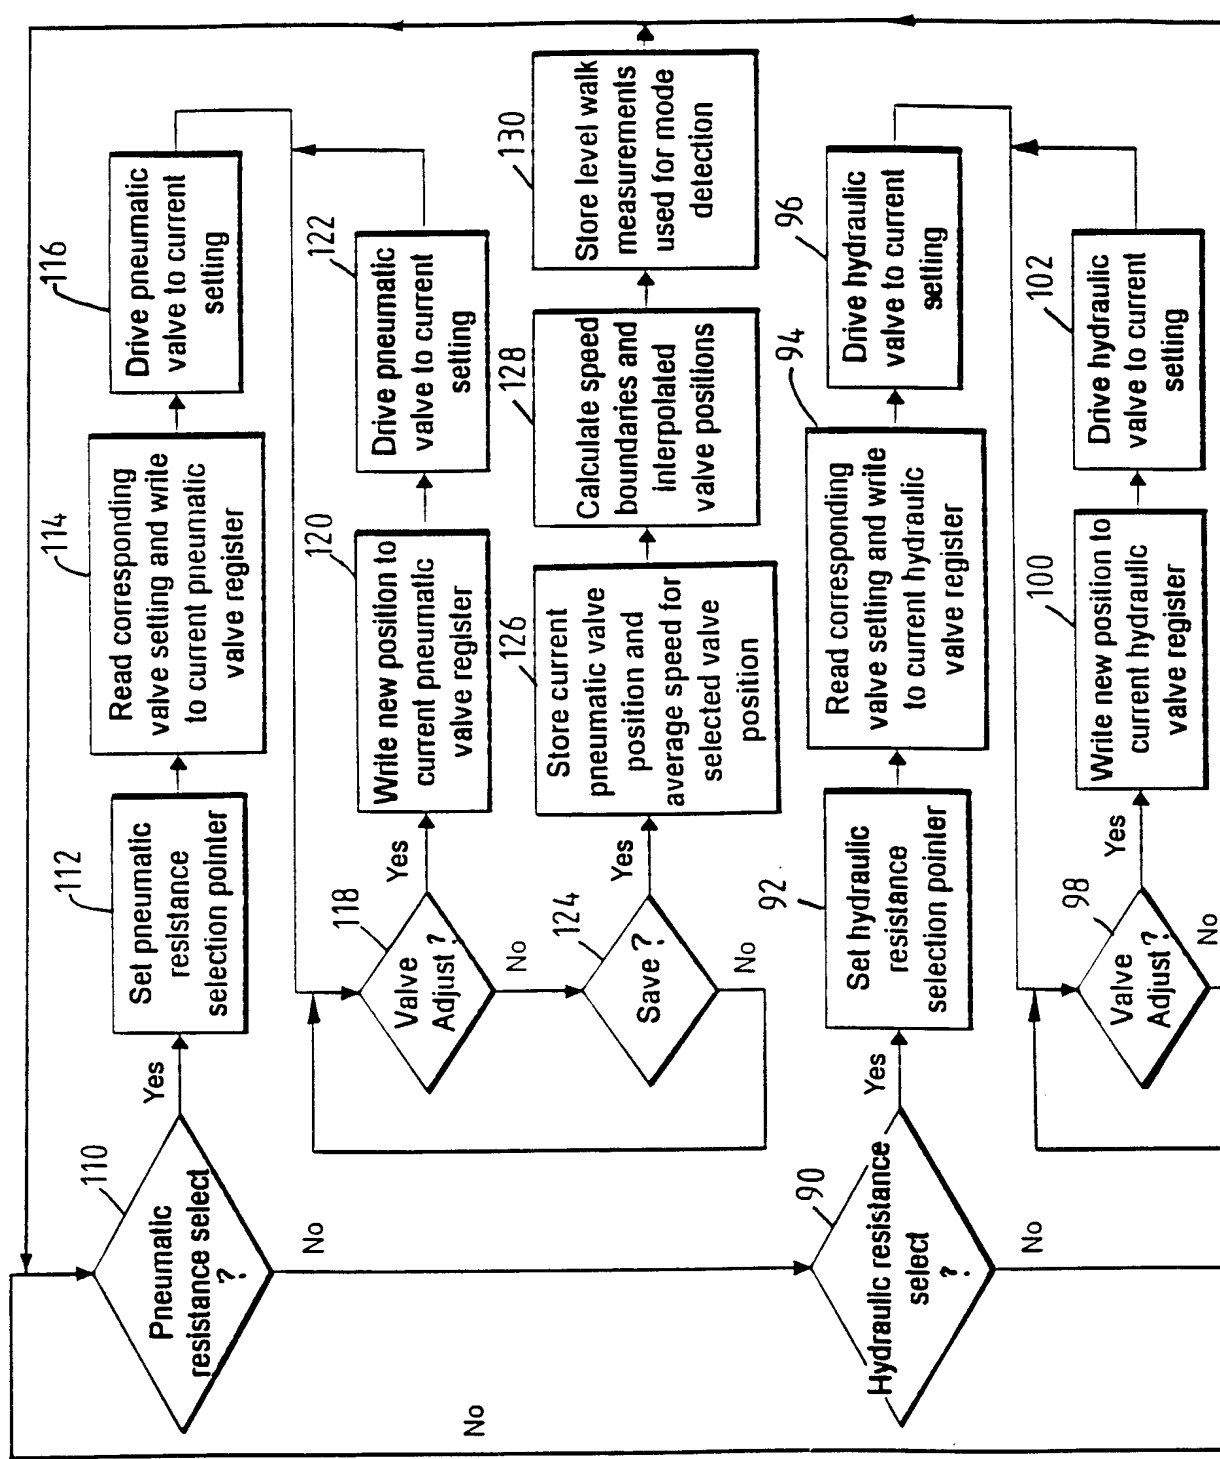 110
Pneumatic
resistance select
?
Yes
No
112
Set pneumatic
resistance
selection pointer
114
Read corresponding
valve setting and write
to current pneumatic
valve register
116
Drive pneumatic
valve to current
setting
118
Valve
Adjust ?
Yes
No
120
Write new position to
current pneumatic
valve register
122
Drive pneumatic
valve to current
setting
124
Save ?
Yes
No
126
Store current
pneumatic valve
position and
average speed for
selected valve
position
128
Calculate speed
boundaries and
interpolated
valve positions
130
Store level walk
measurements
used for mode
detection
No
90
Hydraulic resistance
select
?
Yes
No
92
Set hydraulic
resistance
selection pointer
94
Read corresponding
valve setting and write
to current hydraulic
valve register
96
Drive hydraulic
valve to current
setting
98
Valve
Adjust ?
Yes
No
100
Write new position to
current hydraulic
valve register
102
Drive hydraulic
valve to current
setting